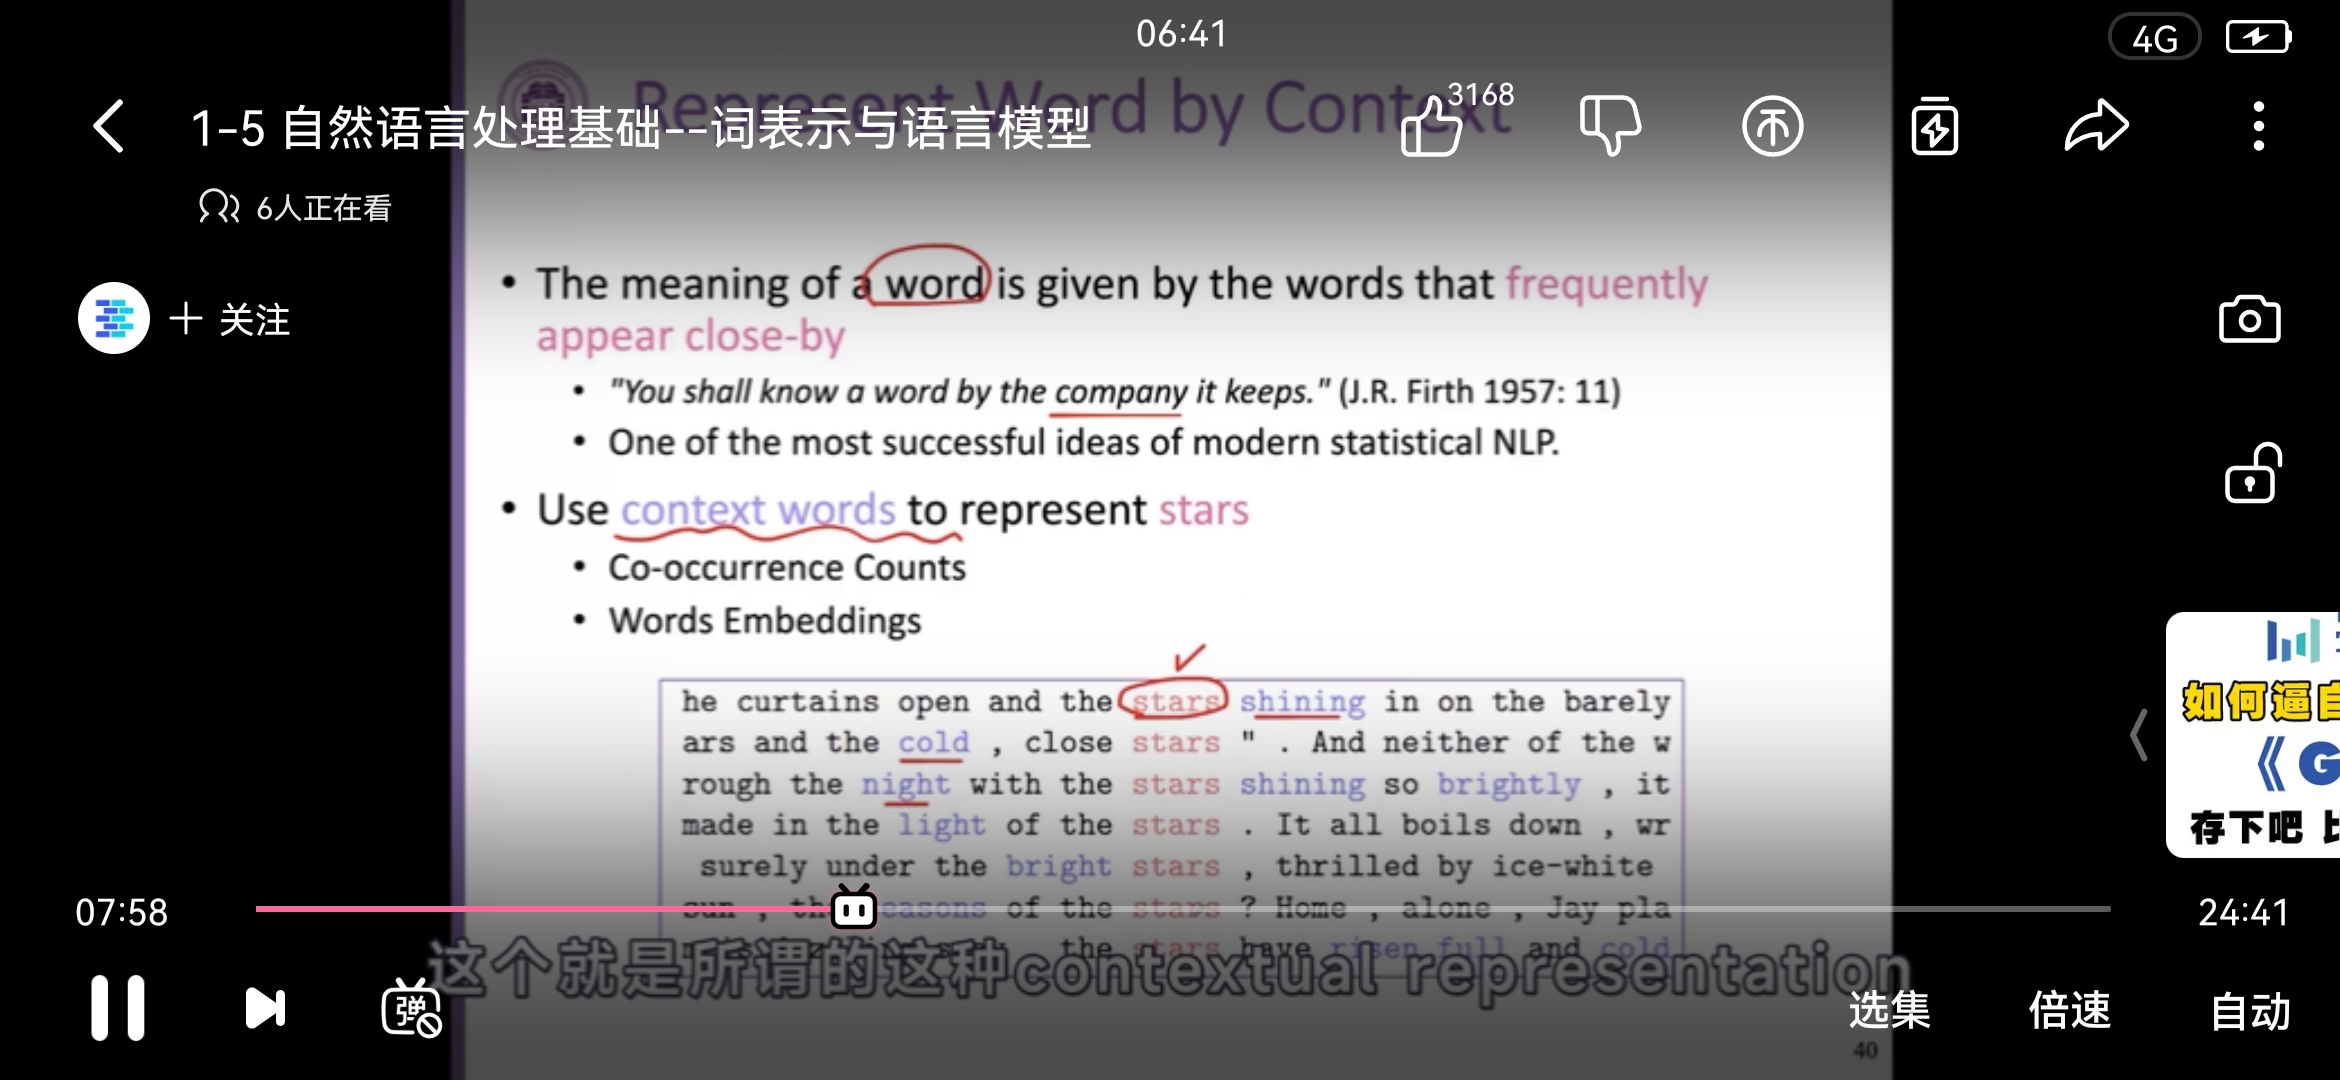 06:41
4G
Represent Word by Context
1-5 自然语言处理基础--词表示与语言模型
3168
6人正在看
+ 关注
• The meaning of a word is given by the words that frequently
appear close-by
• "You shall know a word by the company it keeps." (J.R. Firth 1957: 11)
• One of the most successful ideas of modern statistical NLP.
• Use context words to represent stars
• Co-occurrence Counts
• Words Embeddings
he curtains open and the stars shining in on the barely
ars and the cold , close stars " . And neither of the w
rough the night with the stars shining so brightly , it
made in the light of the stars . It all boils down , wr
surely under the bright stars , thrilled by ice-white
sun , the easons of the stars ? Home , alone , Jay pla
the stars have risen full and cold
如何逼自
《G
存下吧 比
07:58
24:41
这个就是所谓的这种contextual representation
弹
选集
倍速
自动
40